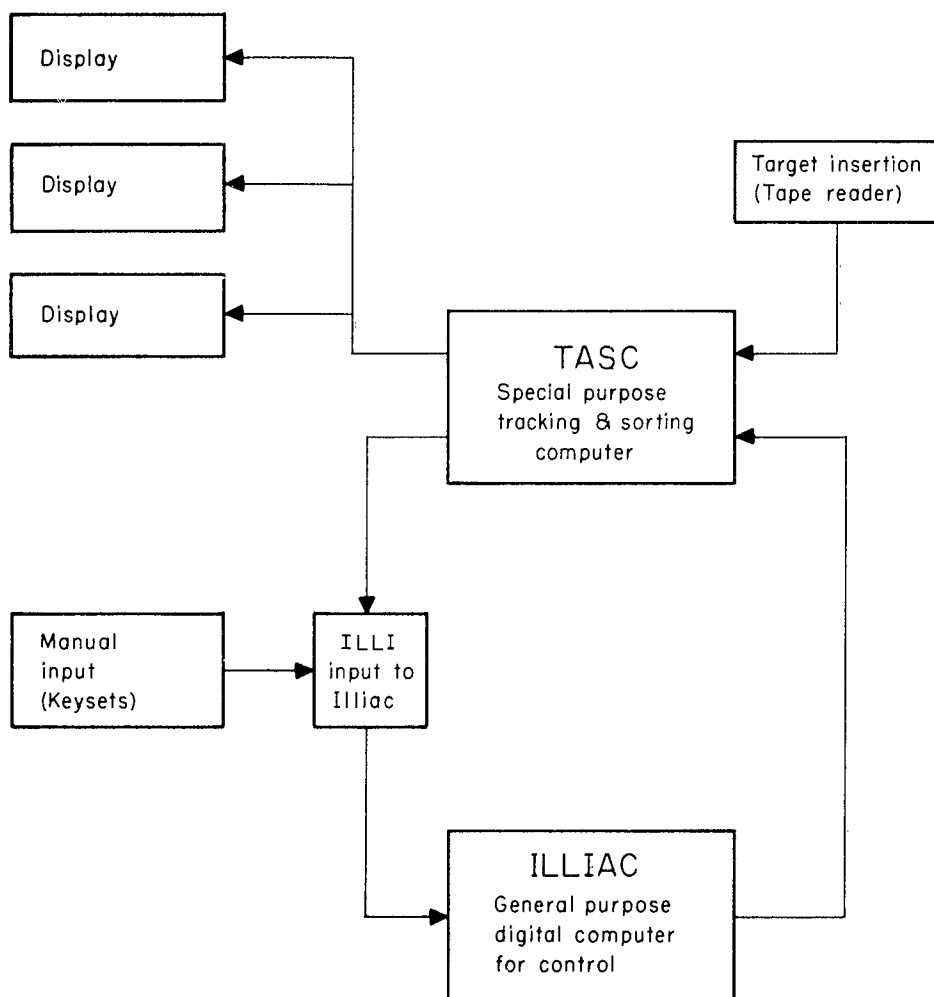 Display
Display
Display
Target insertion
(Tape reader)
TASC
Special purpose
tracking & sorting
computer
Manual
input
(Keysets)
ILLI
input to
Illiac
ILLIAC
General purpose
digital computer
for control